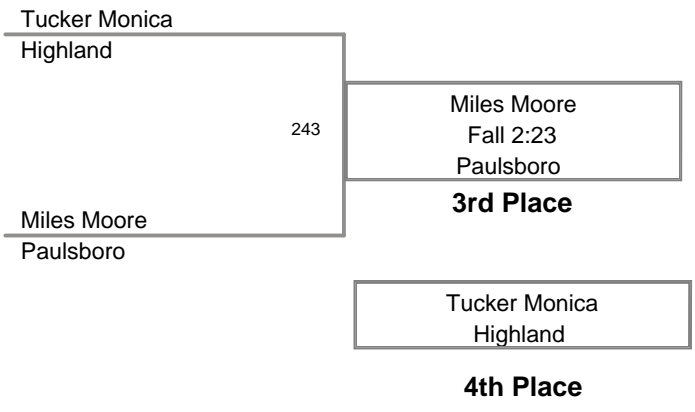 Tucker Monica
Highland
243
Miles Moore
Fall 2:23
Paulsboro
3rd Place
Miles Moore
Paulsboro
Tucker Monica
Highland
4th Place